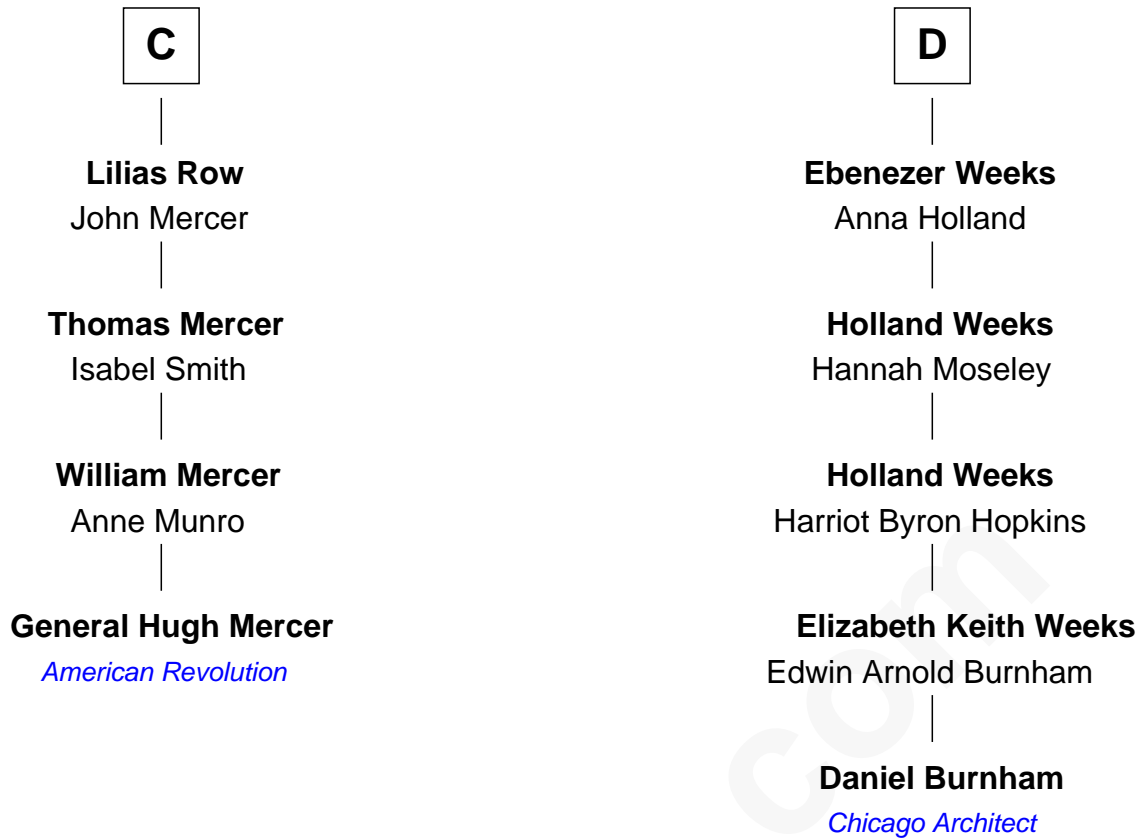 C
Lilias Row
John Mercer
Thomas Mercer
Isabel Smith
William Mercer
Anne Munro
General Hugh Mercer
American Revolution
D
Ebenezer Weeks
Anna Holland
Holland Weeks
Hannah Moseley
Holland Weeks
Harriot Byron Hopkins
Elizabeth Keith Weeks
Edwin Arnold Burnham
Daniel Burnham
Chicago Architect
com